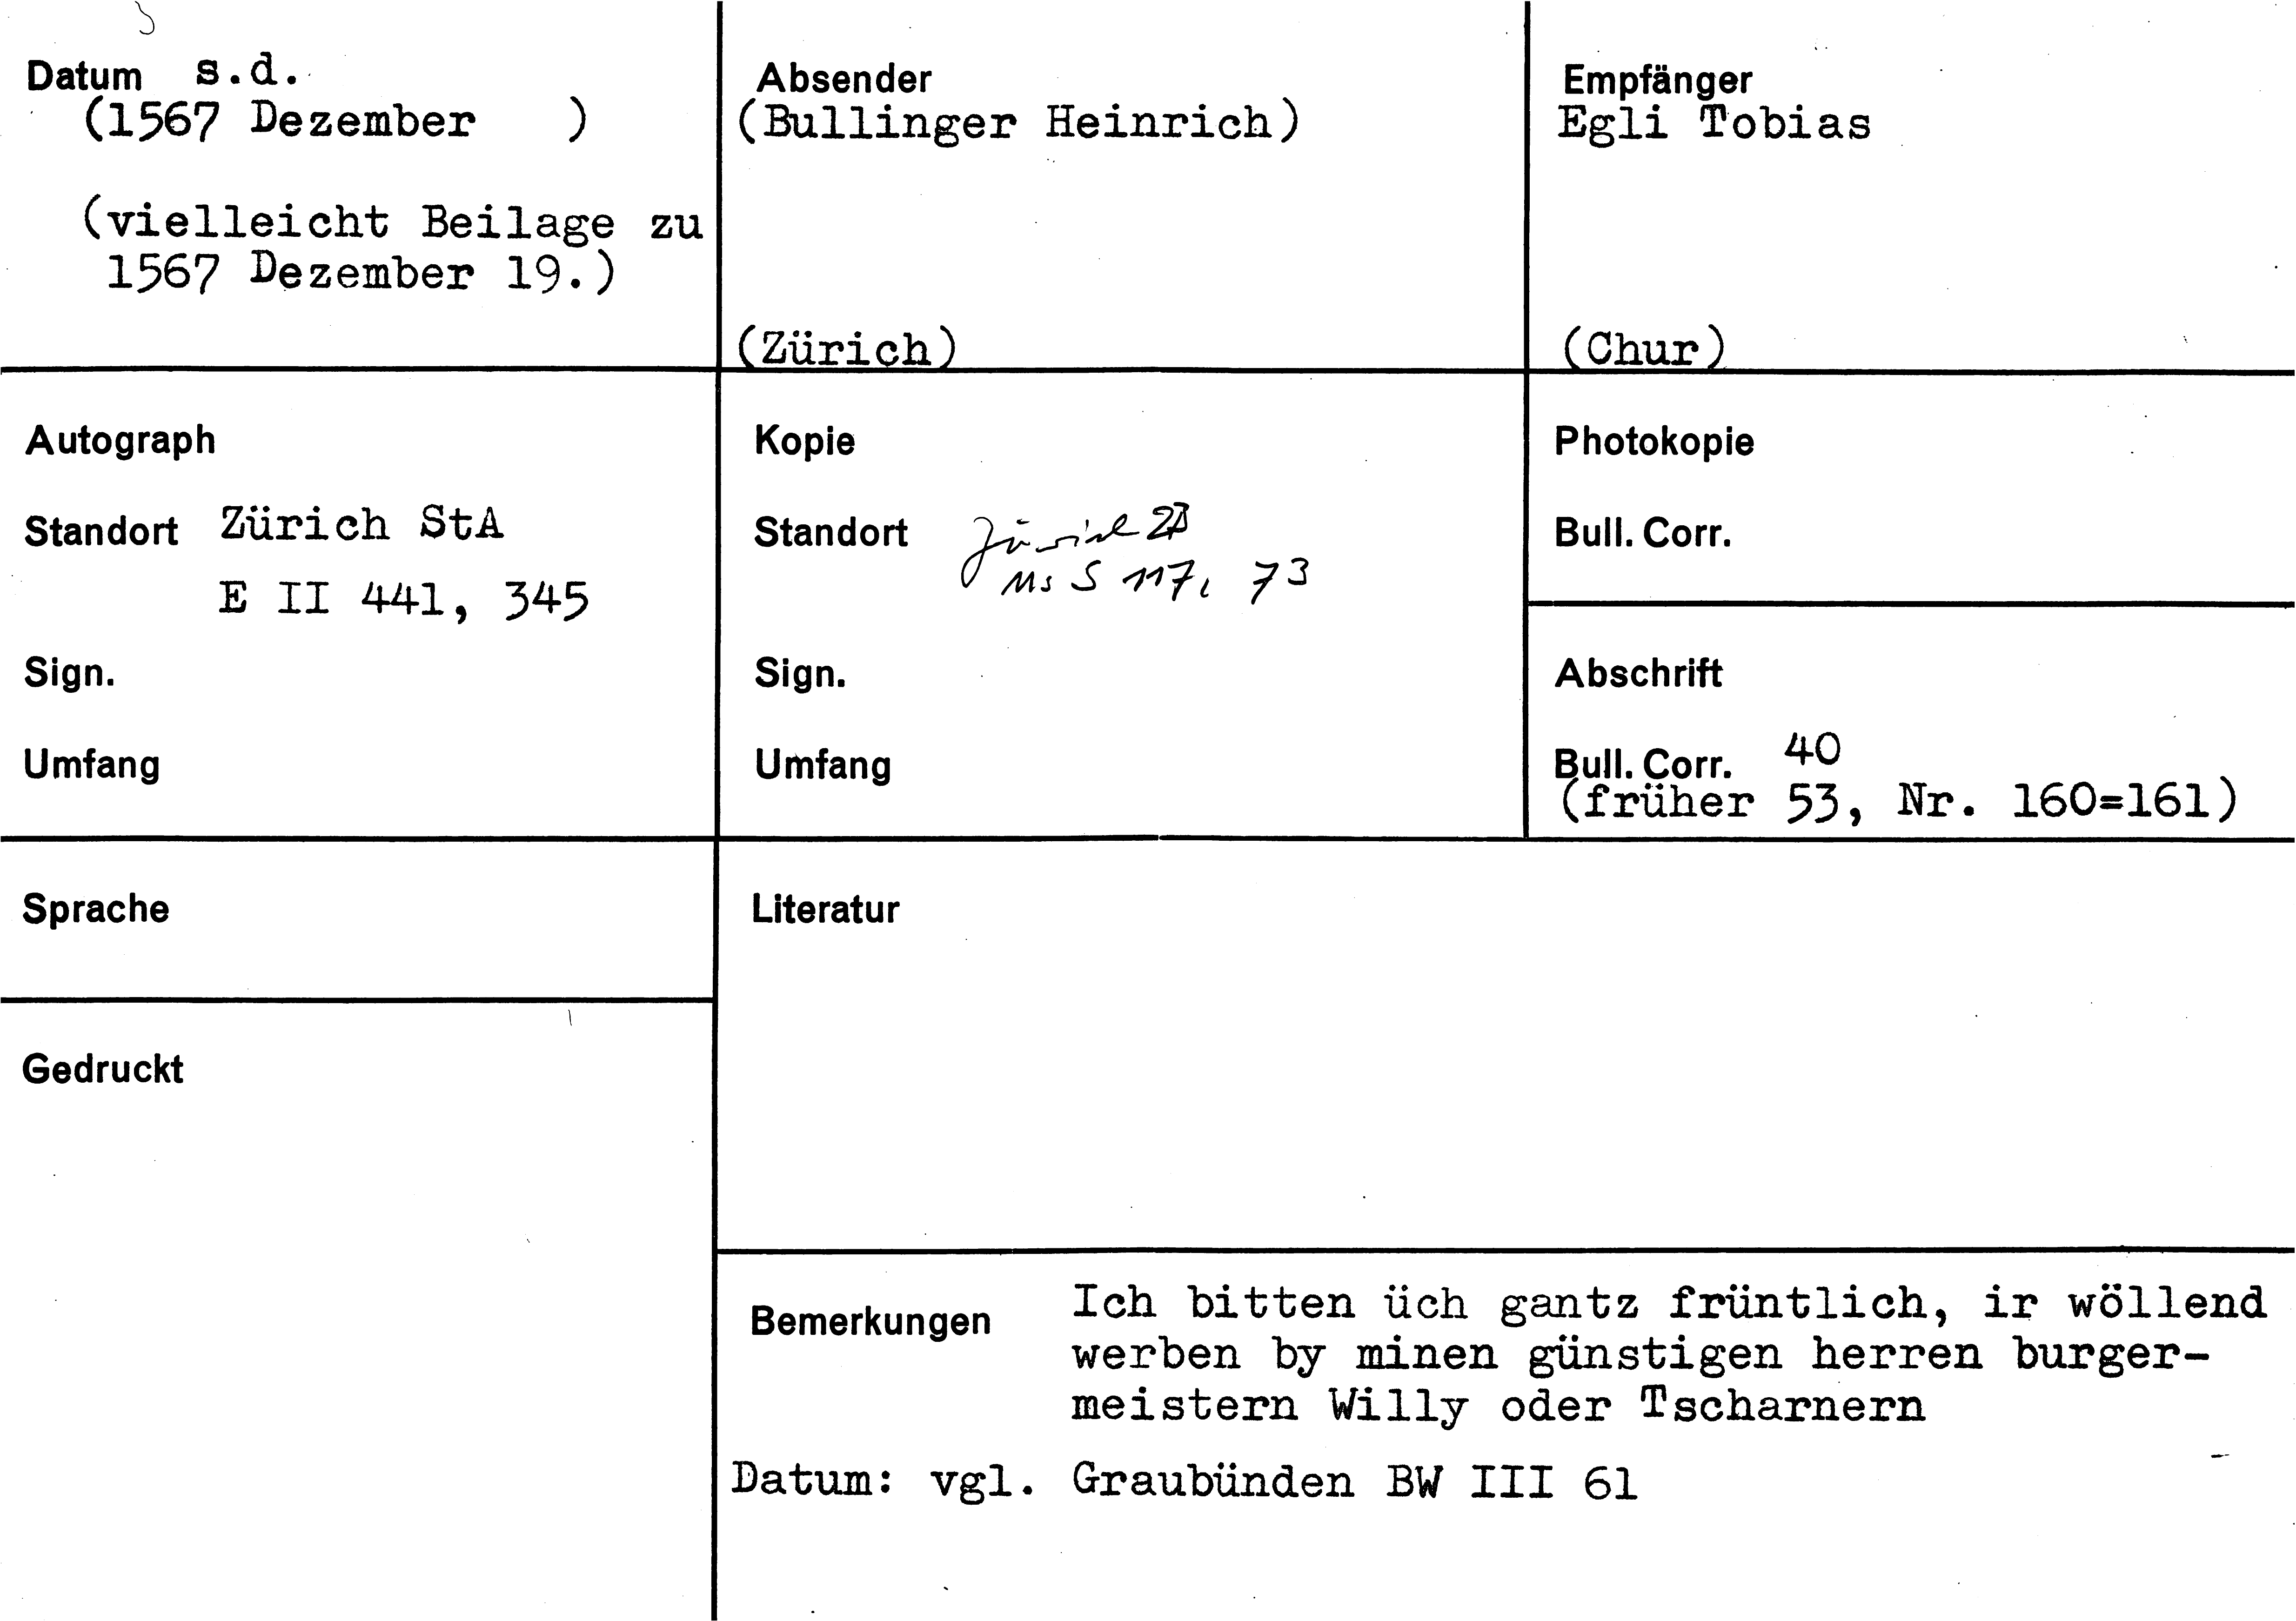 Datum s.d.
(1567 Dezember )
(vielleicht Beilage zu
1567 Dezember 19.)
Absender
(Bullinger Heinrich)
(Zürich)
Empfänger
Egli Tobias
(Chur)
Autograph
Standort Zürich StA
E II 441, 345
Sign.
Umfang
Kopie
Standort Zürich ZB
Ms S 117, 73
Sign.
Umfang
Photokopie
Bull. Corr.
Abschrift
Bull. Corr. 40
(früher 53, Nr. 160=161)
Sprache
Gedruckt
Literatur
Bemerkungen Ich bitten üch gantz früntlich, ir wöllend
werben by minen günstigen herren burger-
meistern Willy oder Tscharnern
Datum: vgl. Graubünden BW III 61